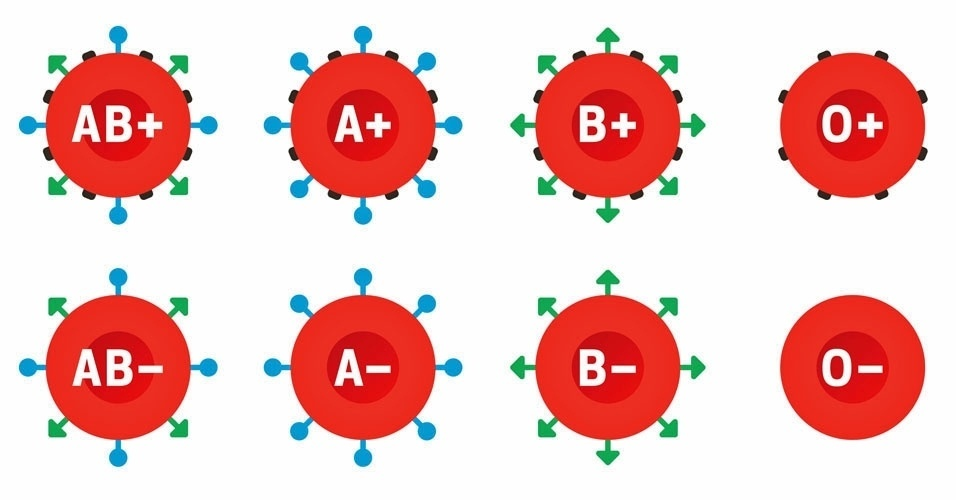 AB+ A+ B+ O+
AB− A− B− O−